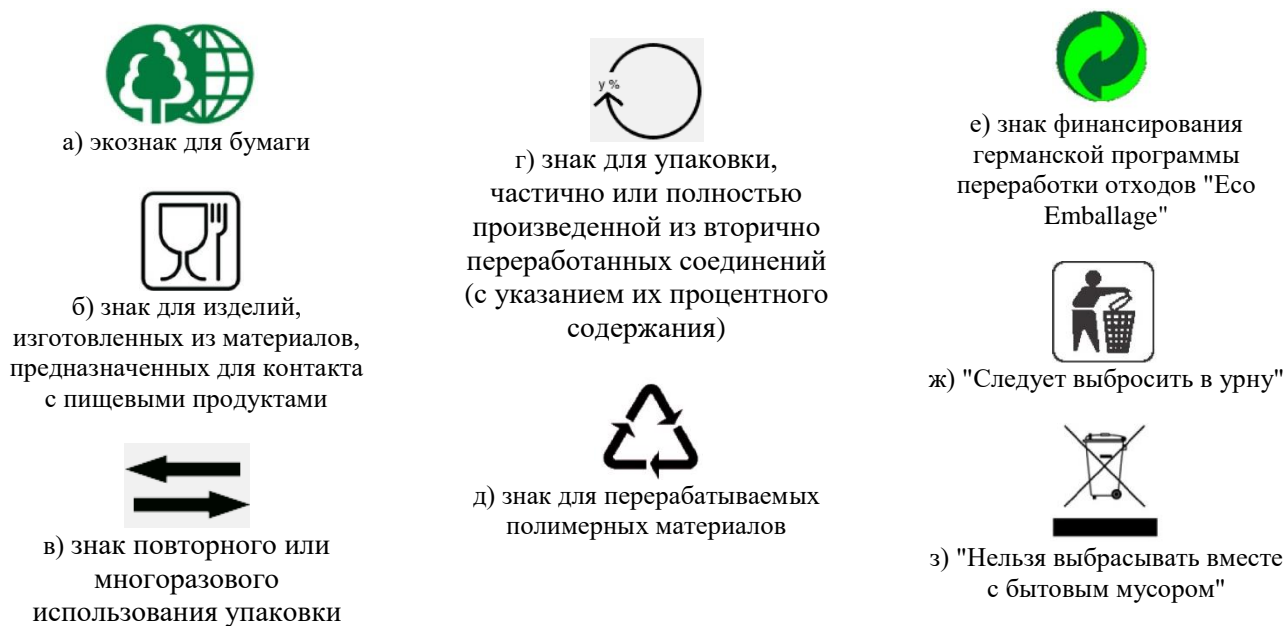 а) экознак для бумаги
б) знак для изделий,
изготовленных из материалов,
предназначенных для контакта
с пищевыми продуктами
в) знак повторного или
многоразового
использования упаковки
y %
г) знак для упаковки,
частично или полностью
произведенной из вторично
переработанных соединений
(с указанием их процентного
содержания)
д) знак для перерабатываемых
полимерных материалов
е) знак финансирования
германской программы
переработки отходов "Eco
Emballage"
ж) "Следует выбросить в урну"
з) "Нельзя выбрасывать вместе
с бытовым мусором"